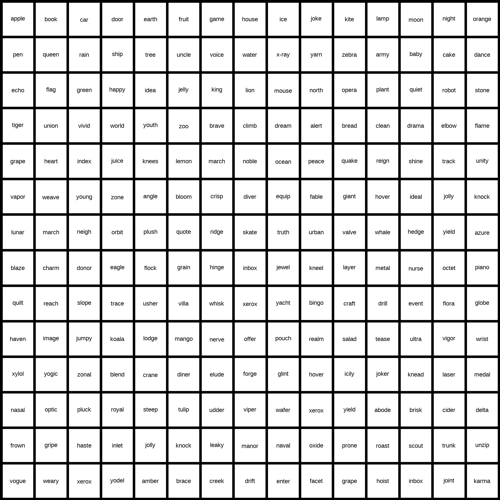 apple book car door earth fruit game house ice joke kite lamp moon night orange
pen queen rain ship tree uncle voice water x-ray yarn zebra army baby cake dance
echo flag green happy idea jelly king lion mouse north opera plant quiet robot stone
tiger union vivid world youth zoo brave climb dream alert bread clean drama elbow flame
grape heart index juice knees lemon march noble ocean peace quake reign shine track unity
vapor weave young zone angle bloom crisp diver equip fable giant hover ideal jolly knock
lunar march neigh orbit plush quote ridge skate truth urban valve whale hedge yield azure
blaze charm donor eagle flock grain hinge inbox jewel kneel layer metal nurse octet piano
quilt reach slope trace usher villa whisk xerox yacht bingo craft drill event flora globe
haven image jumpy koala lodge mango nerve offer pouch realm salad tease ultra vigor wrist
xyloi yogic zonal blend crane diner elude forge glint hover icily joker knead laser medal
nasal optic pluck royal steep tulip udder viper wafer xerox yield abode brisk cider delta
frown gripe haste inlet jolly knock leaky manor naval oxide prone roast scout trunk unzip
vogue weary xerox yodel amber brace creek drift enter facet grape hoist inbox joint karma